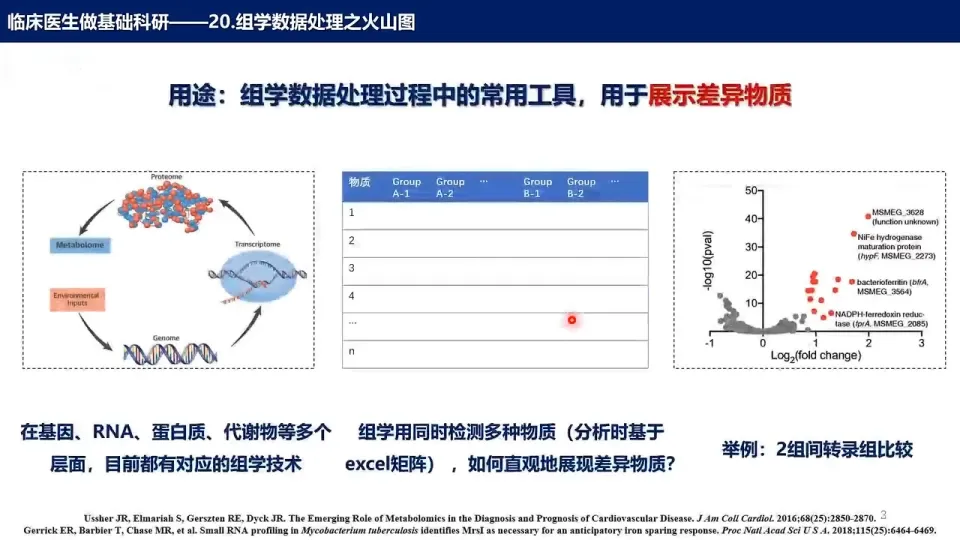 临床医生做基础科研——20.组学数据处理之火山图
用途：组学数据处理过程中的常用工具，用于展示差异物质
Proteome
Metabolome
Transcriptome
Environmental
Inputs
Genome
物质 Group A-1 Group A-2 … Group B-1 Group B-2 …
1
2
3
4
…
n
-log10(pval)
50
40
30
20
10
-1 0 1 2 3
Log2(fold change)
MSMEG_3628
(function unknown)
NiFe hydrogenase
maturation protein
(hypF, MSMEG_2273)
bacterioferritin (bfrA,
MSMEG_3564)
NADPH-ferredoxin reduc-
tase (fprA, MSMEG_2085)
在基因、RNA、蛋白质、代谢物等多个
层面，目前都有对应的组学技术
组学用同时检测多种物质（分析时基于
excel矩阵），如何直观地展现差异物质？
举例：2组间转录组比较
Ussher JR, Elmariah S, Gerszten RE, Dyck JR. The Emerging Role of Metabolomics in the Diagnosis and Prognosis of Cardiovascular Disease. J Am Coll Cardiol. 2016;68(25):2850-2870.
3
Gerrick ER, Barbier T, Chase MR, et al. Small RNA profiling in Mycobacterium tuberculosis identifies MrsI as necessary for an anticipatory iron sparing response. Proc Natl Acad Sci U S A. 2018;115(25):6464-6469.